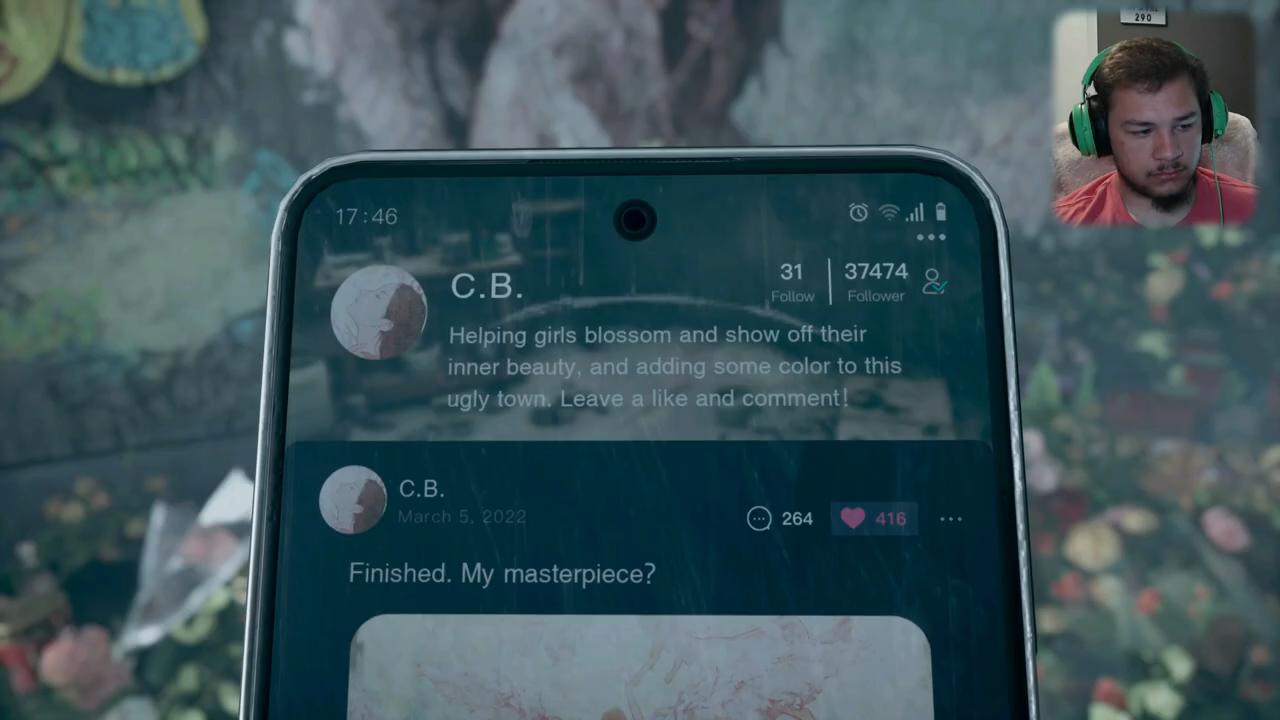 290
17:46
C.B.
31
Follow
37474
Follower
Helping girls blossom and show off their
inner beauty, and adding some color to this
ugly town. Leave a like and comment!
C.B.
March 5, 2022
264
416
Finished. My masterpiece?